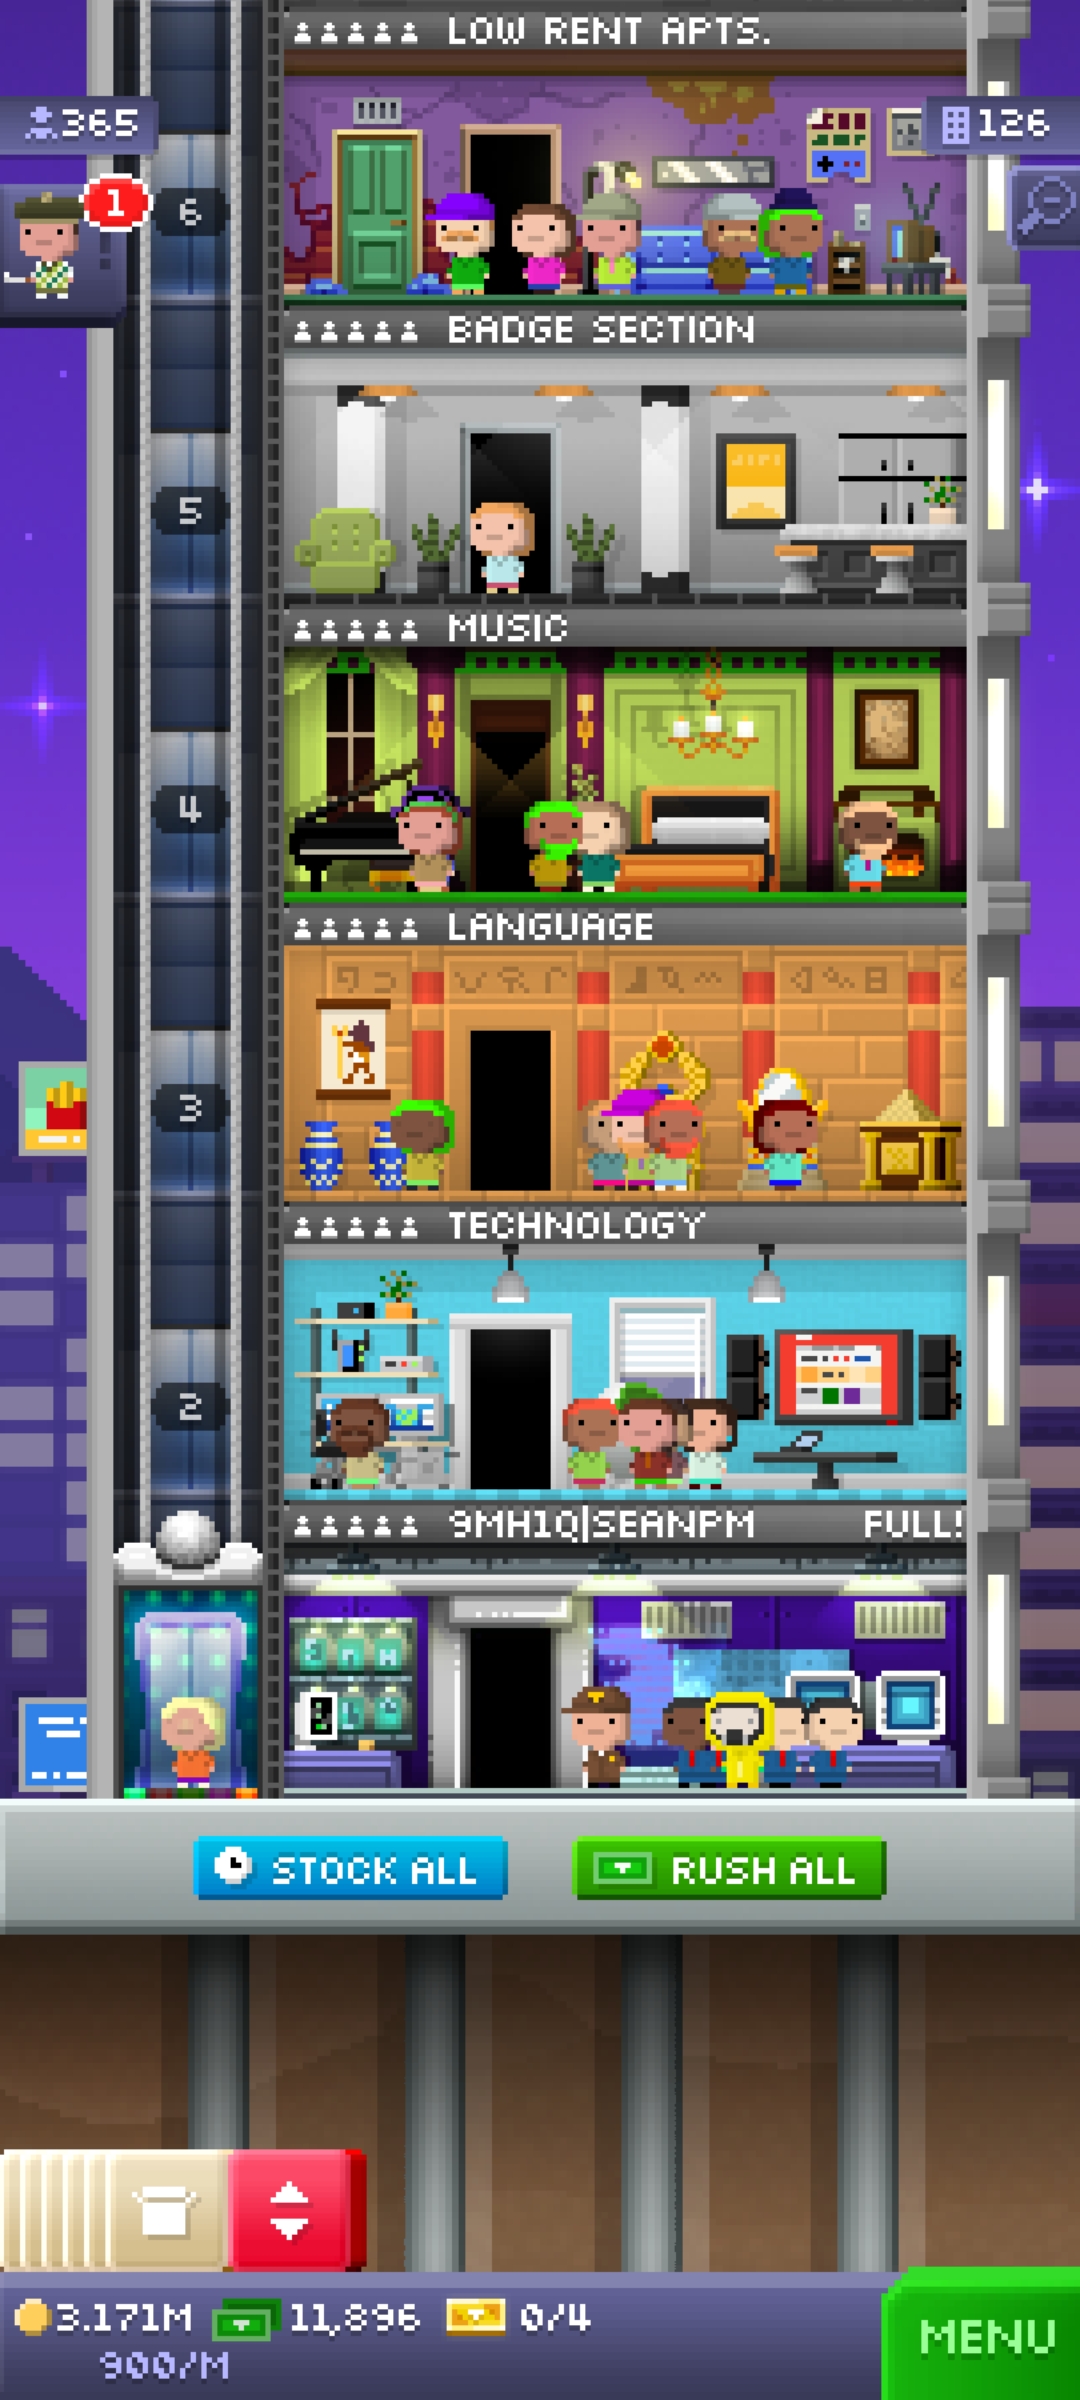 LOW RENT APTS.
365
126
1
6
BADGE SECTION
5
MUSIC
4
LANGUAGE
3
TECHNOLOGY
2
9MH1Q|SEANPM FULL!
STOCK ALL
RUSH ALL
3.171M 11,896 0/4
900/M
MENU